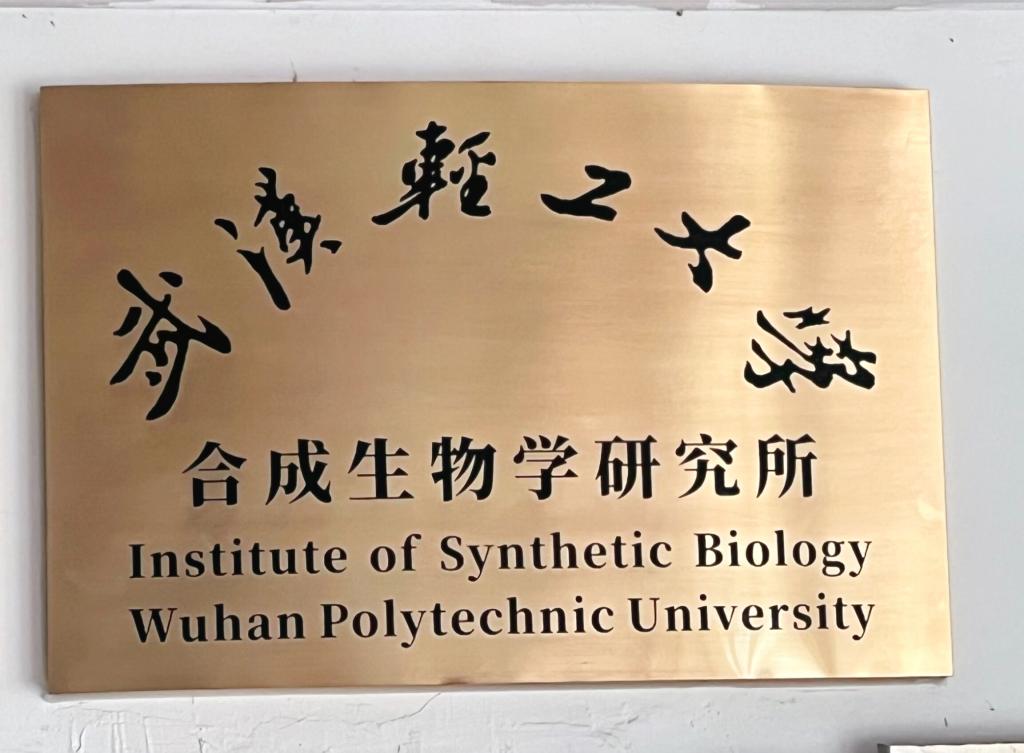 武漢輕工大學
合成生物学研究所
Institute of Synthetic Biology
Wuhan Polytechnic University